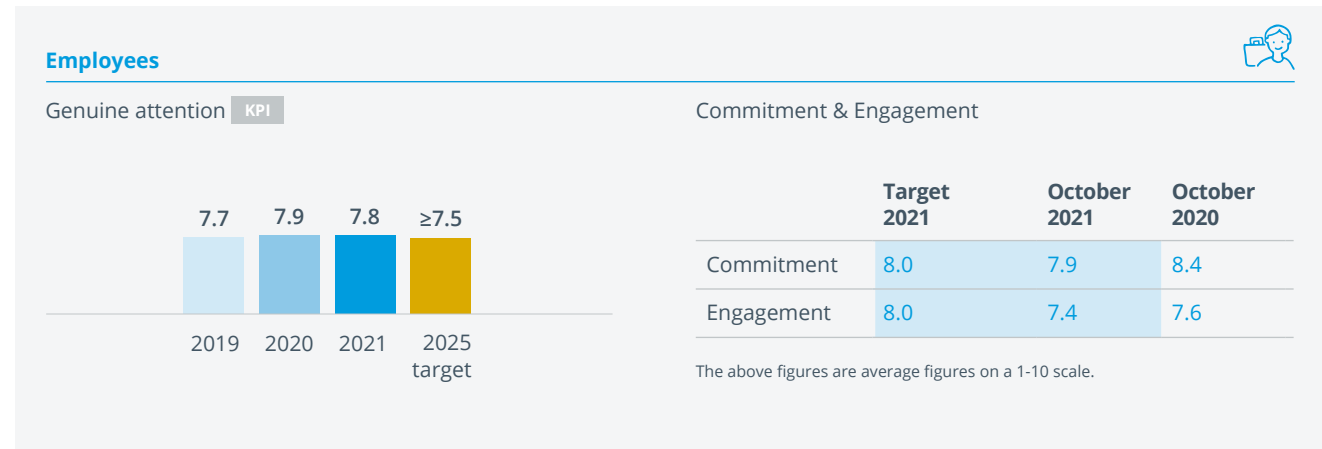 Employees
Genuine attention KPI
7.7 7.9 7.8 ≥7.5
2019 2020 2021 2025
target
Commitment & Engagement
Target October October
2021 2021 2020
Commitment 8.0 7.9 8.4
Engagement 8.0 7.4 7.6
The above figures are average figures on a 1-10 scale.